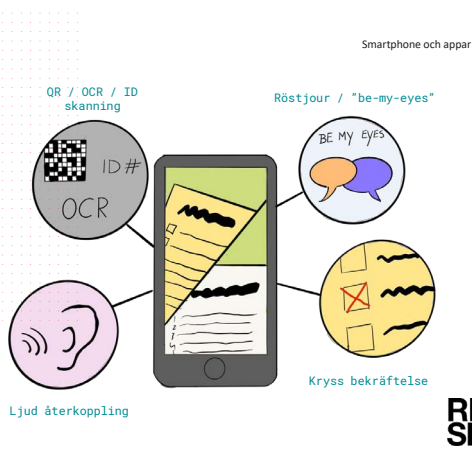 Smartphone och appar
QR / OCR / ID
skanning
Röstjour / ”be-my-eyes”
BE MY EYES
ID#
OCR
Kryss bekräftelse
Ljud återkoppling